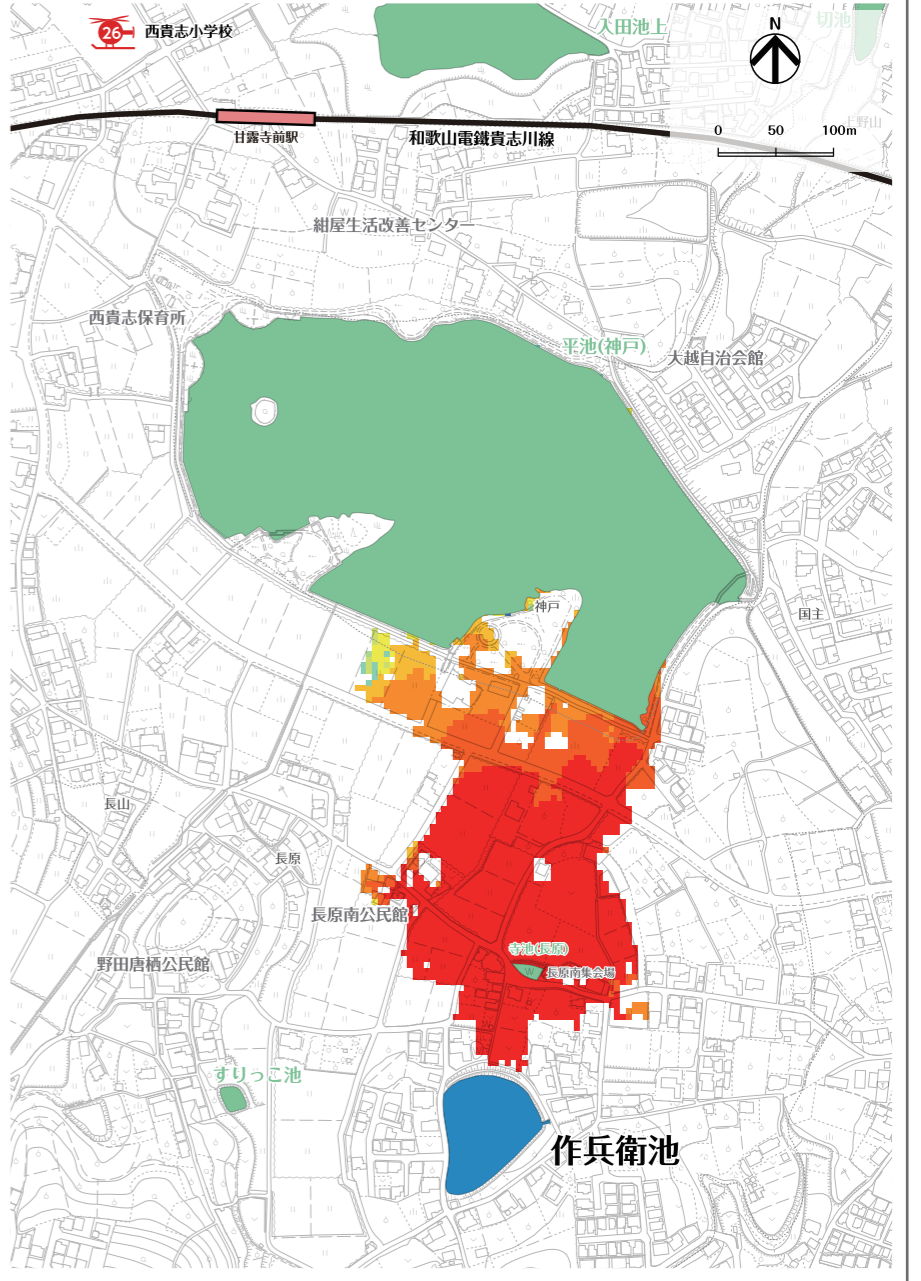 26 西貴志小学校
入田池上
切池
N
上野山
甘露寺前駅
和歌山電鐵貴志川線
0 50 100m
紺屋生活改善センター
西貴志保育所
平池(神戸)
大越自治会館
神戸
国主
長山
長原
長原南公民館
寺池(長原)
野田唐栖公民館
長原南集会場
すりっこ池
作兵衛池